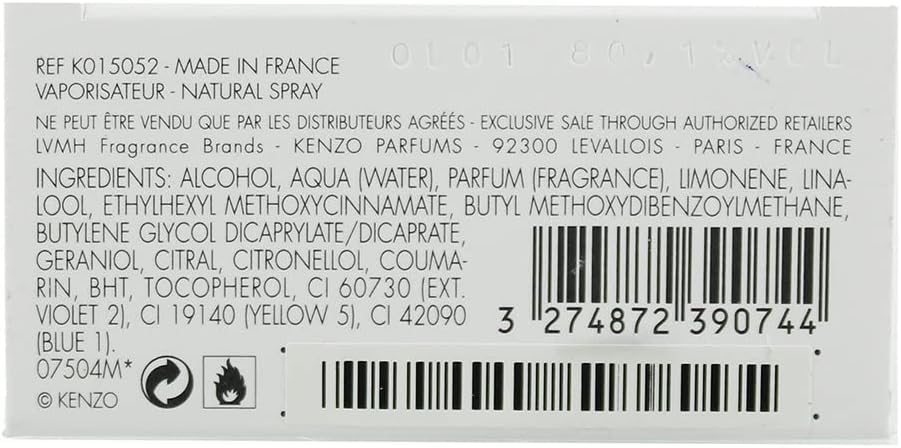 REF K015052 - MADE IN FRANCE
0L01 80,1%VOL
VAPORISATEUR - NATURAL SPRAY
NE PEUT ÊTRE VENDU QUE PAR LES DISTRIBUTEURS AGRÉÉS - EXCLUSIVE SALE THROUGH AUTHORIZED RETAILERS
LVMH Fragrance Brands - KENZO PARFUMS - 92300 LEVALLOIS - PARIS - FRANCE
INGREDIENTS: ALCOHOL, AQUA (WATER), PARFUM (FRAGRANCE), LIMONENE, LINA-
LOOL, ETHYLHEXYL METHOXYCINNAMATE, BUTYL METHOXYDIBENZOYLMETHANE,
BUTYLENE GLYCOL DICAPRYLATE/DICAPRATE,
GERANIOL, CITRAL, CITRONELLOL, COUMA-
RIN, BHT, TOCOPHEROL, CI 60730 (EXT.
VIOLET 2), CI 19140 (YELLOW 5), CI 42090
(BLUE 1).
07504M*
© KENZO
3 274872 390744